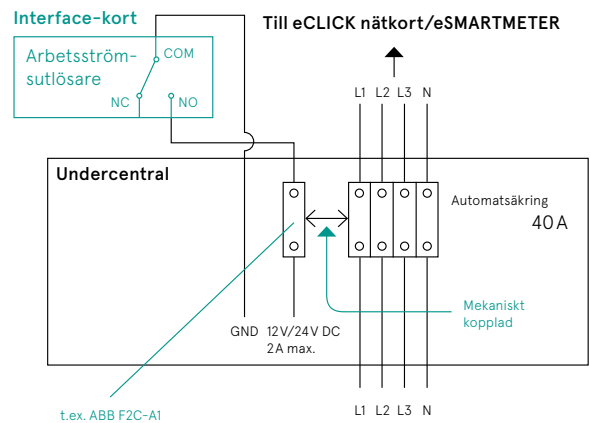 Interface-kort
Till eCLICK nätkort/eSMARTMETER
Arbetsström-
sutlösare
COM
NC
NO
L1 L2 L3 N
Undercentral
Automatsäkring
40 A
Mekaniskt
kopplad
GND
12V/24V DC
2A max.
t.ex. ABB F2C-A1
L1 L2 L3 N